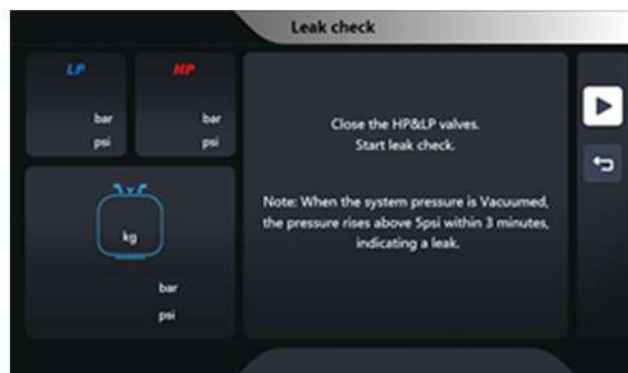 Leak check
LP
HP
bar
bar
psi
psi
Close the HP&LP valves.
Start leak check.
Note: When the system pressure is Vacuumed,
the pressure rises above 5psi within 3 minutes,
indicating a leak.
kg
bar
psi